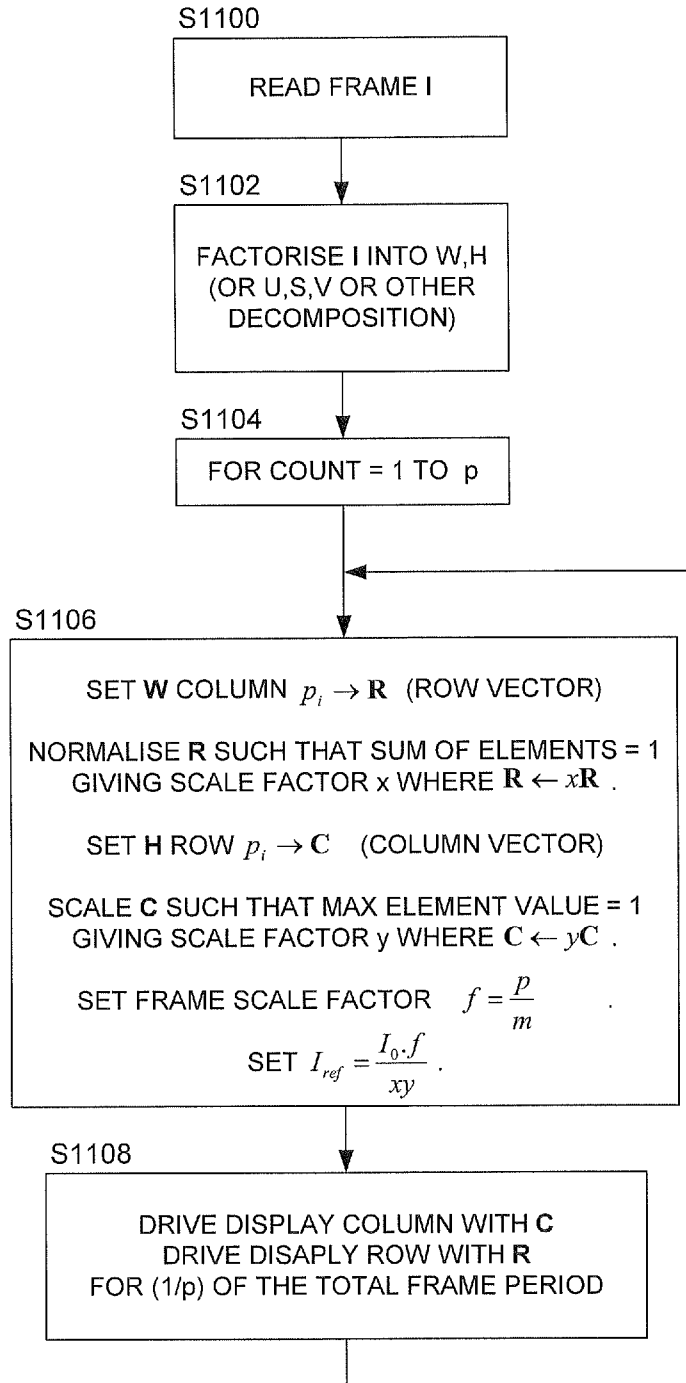 S1100
READ FRAME I
S1102
FACTORISE I INTO W,H
(OR U,S,V OR OTHER
DECOMPOSITION)
S1104
FOR COUNT = 1 TO p
S1106
SET W COLUMN p_i → R (ROW VECTOR)
NORMALISE R SUCH THAT SUM OF ELEMENTS = 1
GIVING SCALE FACTOR x WHERE R ← xR .
SET H ROW p_i → C (COLUMN VECTOR)
SCALE C SUCH THAT MAX ELEMENT VALUE = 1
GIVING SCALE FACTOR y WHERE C ← yC .
SET FRAME SCALE FACTOR f = p/m .
SET I_ref = I_0.f/xy .
S1108
DRIVE DISPLAY COLUMN WITH C
DRIVE DISAPLY ROW WITH R
FOR (1/p) OF THE TOTAL FRAME PERIOD